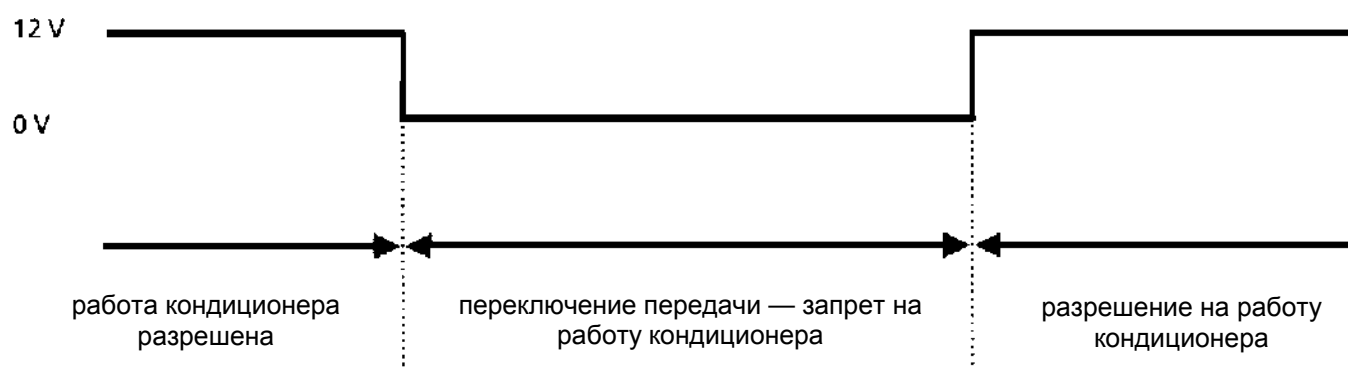 12 V
0 V
работа кондиционера
разрешена
переключение передачи — запрет на
работу кондиционера
разрешение на работу
кондиционера